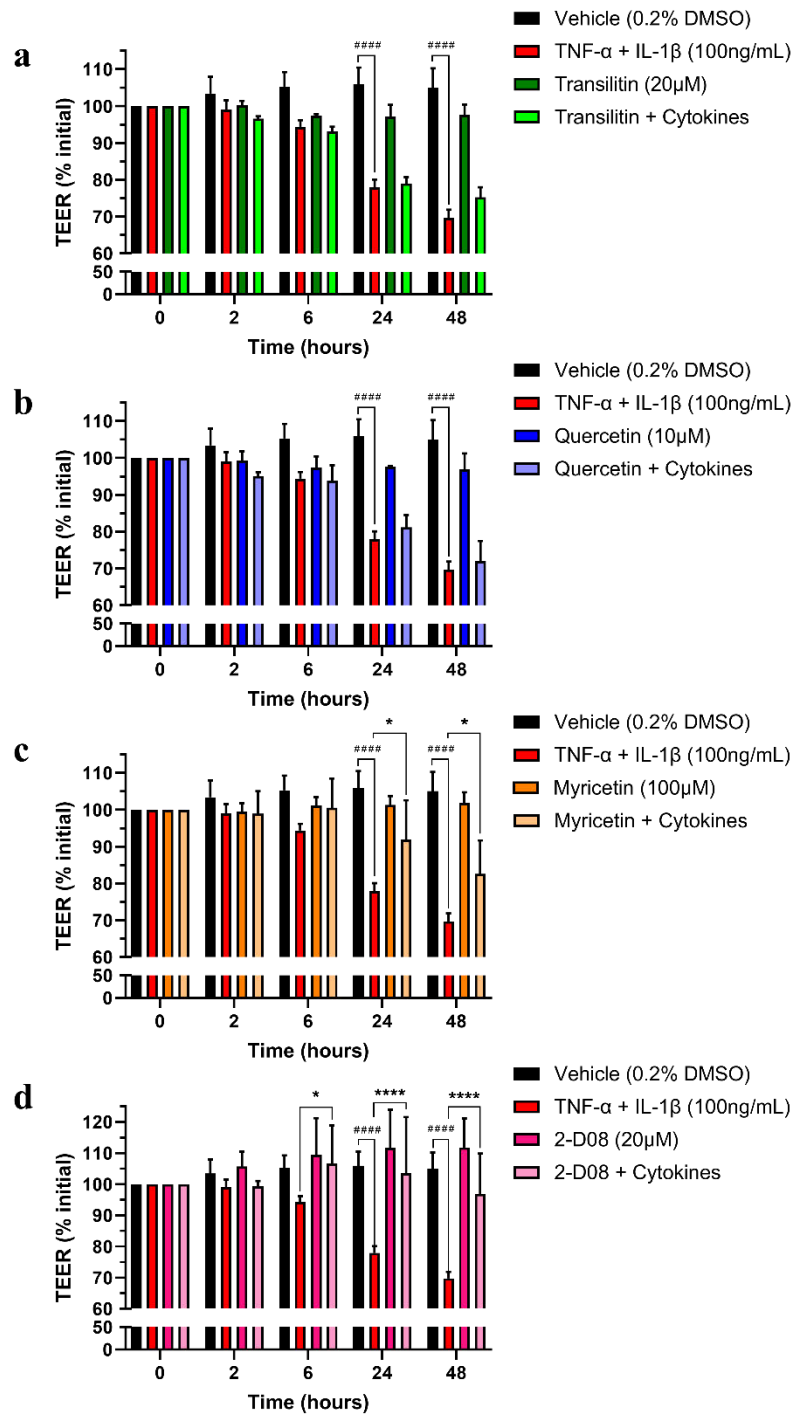 a
Vehicle (0.2% DMSO)
TNF-α + IL-1β (100ng/mL)
Transilitin (20µM)
Transilitin + Cytokines
#### ####
TEER (% initial)
110
100
90
80
70
60
50
0
0 2 6 24 48
Time (hours)
b
Vehicle (0.2% DMSO)
TNF-α + IL-1β (100ng/mL)
Quercetin (10µM)
Quercetin + Cytokines
#### ####
TEER (% initial)
110
100
90
80
70
60
50
0
0 2 6 24 48
Time (hours)
c
Vehicle (0.2% DMSO)
TNF-α + IL-1β (100ng/mL)
Myricetin (100µM)
Myricetin + Cytokines
* *
#### ####
TEER (% initial)
110
100
90
80
70
60
50
0
0 2 6 24 48
Time (hours)
d
Vehicle (0.2% DMSO)
TNF-α + IL-1β (100ng/mL)
2-D08 (20µM)
2-D08 + Cytokines
* **** ****
#### ####
TEER (% initial)
120
110
100
90
80
70
60
50
0
0 2 6 24 48
Time (hours)